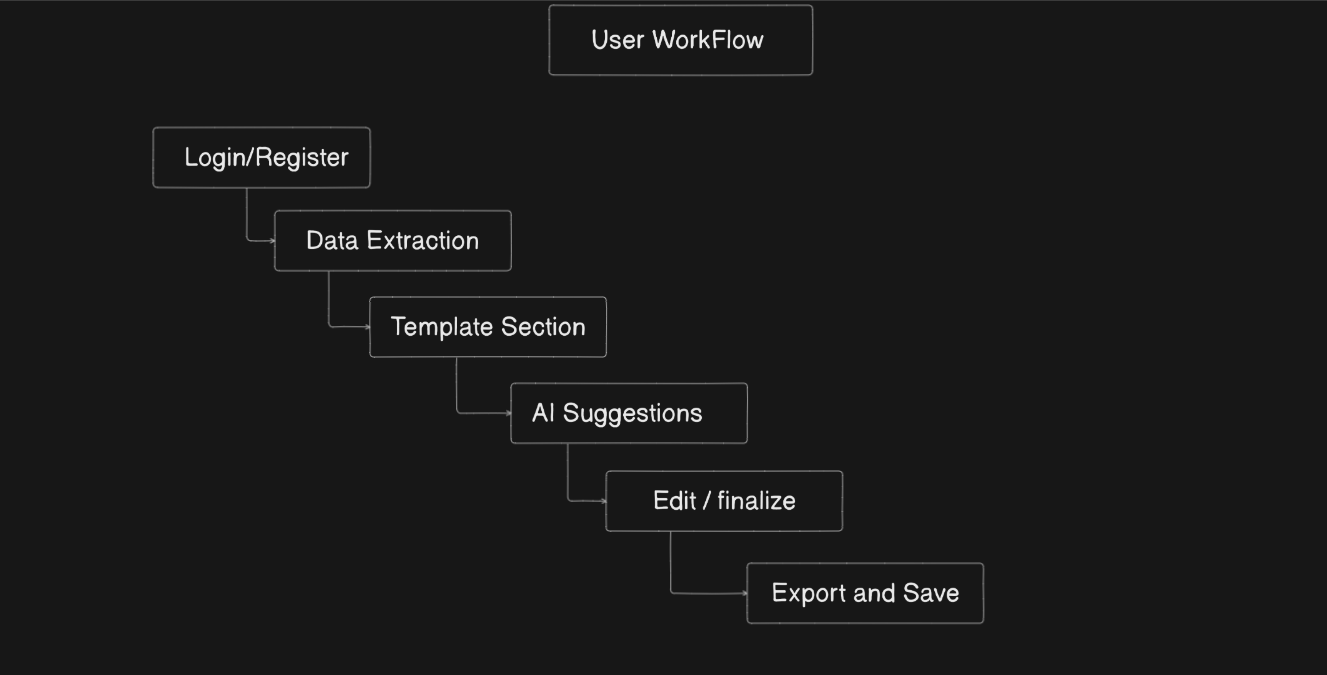 User WorkFlow
Login/Register
Data Extraction
Template Section
AI Suggestions
Edit / finalize
Export and Save